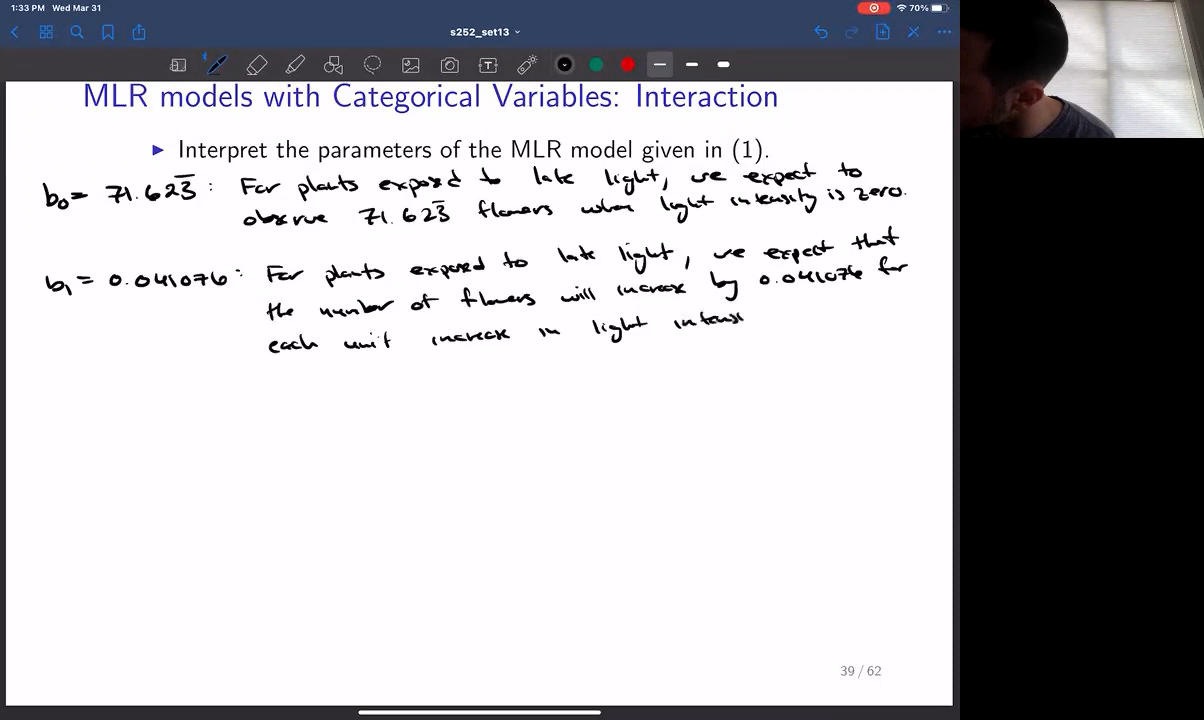 1:33 PM Wed Mar 31
70%
s252_set13
MLR models with Categorical Variables: Interaction
Interpret the parameters of the MLR model given in (1).
b₀ = 71.623̅ : For plants exposed to late light, we expect to
observe 71.623̅ flowers when light intensity is zero.
b₁ = 0.041076 : For plants exposed to late light, we expect that
the number of flowers will increase by 0.041076 for
each unit increase in light intens
39 / 62